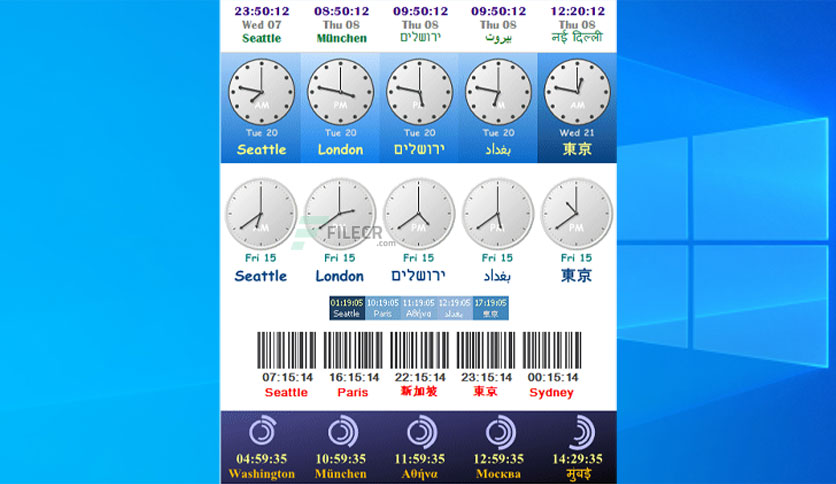 23:50:12 08:50:12 09:50:12 09:50:12 12:20:12
Wed 07 Thu 08 Thu 08 Thu 08 Thu 08
Seattle München ירושלים بيروت नई दिल्ली
AM PM PM PM AM
Tue 20 Tue 20 Tue 20 Tue 20 Wed 21
Seattle London ירושלים بغداد 東京
AM PM PM PM PM
FILECR
.com
Fri 15 Fri 15 Fri 15 Fri 15 Fri 15
Seattle London ירושלים بغداد 東京
01:19:05 10:19:05 11:19:05 12:19:05 17:19:05
Seattle Paris Αθήνα بغداد 東京
07:15:14 16:15:14 22:15:14 23:15:14 00:15:14
Seattle Paris 新加坡 東京 Sydney
04:59:35 10:59:35 11:59:35 12:59:35 14:29:35
Washington München Αθήνα Москва मुंबई